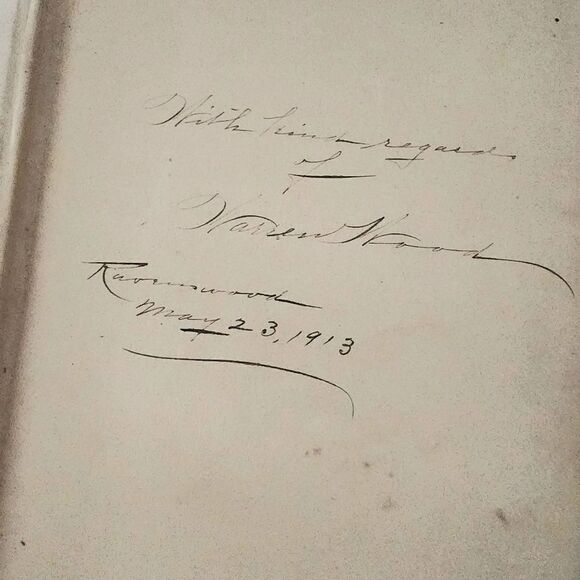 With kind regards
of
Warren Wood
Ravenswood
May 23, 1913